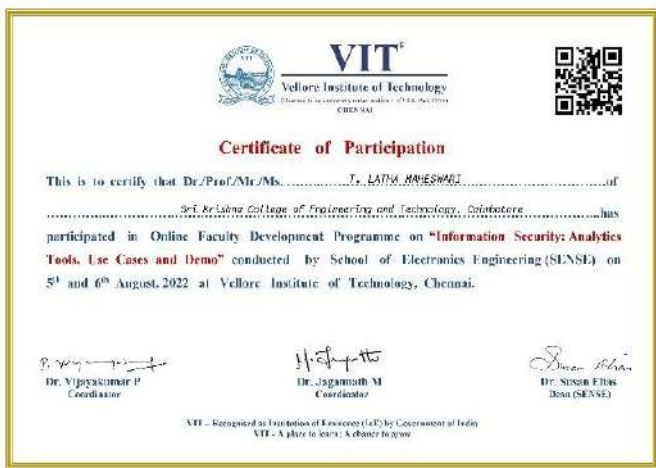 VIT
VIT
Vellore Institute of Technology
CHENNAI
Certificate of Participation
This is to certify that Dr./Prof./Mr./Ms. T. LATHA MAHESWARI of
Sri Krishna College of Engineering and Technology, Coimbatore has
participated in Online Faculty Development Programme on "Information Security: Analytics
Tools, Use Cases and Demo" conducted by School of Electronics Engineering (SENSE) on
5th and 6th August, 2022 at Vellore Institute of Technology, Chennai.
Dr. Vijayakumar P
Coordinator
Dr. Jagannath M
Coordinator
Dr. Susan Elias
Dean (SENSE)
VIT – Recognised as Institution of Eminence (IoE) by Government of India
VIT - A place to learn; A chance to grow